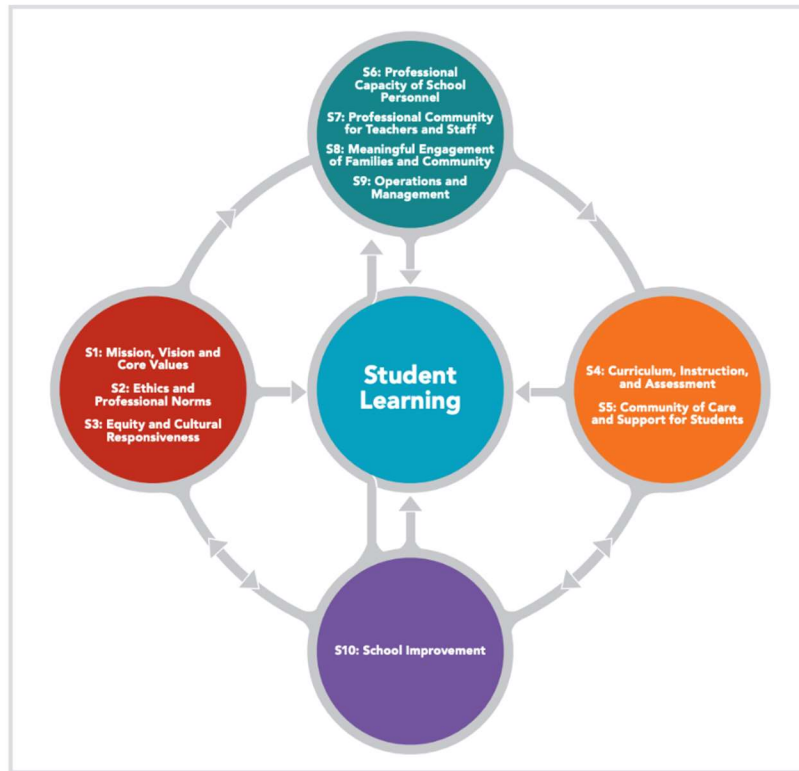 S6: Professional
Capacity of School
Personnel
S7: Professional Community
for Teachers and Staff
S8: Meaningful Engagement
of Families and Community
S9: Operations and
Management
S1: Mission, Vision and
Core Values
S2: Ethics and
Professional Norms
S3: Equity and Cultural
Responsiveness
Student
Learning
S4: Curriculum, Instruction,
and Assessment
S5: Community of Care
and Support for Students
S10: School Improvement